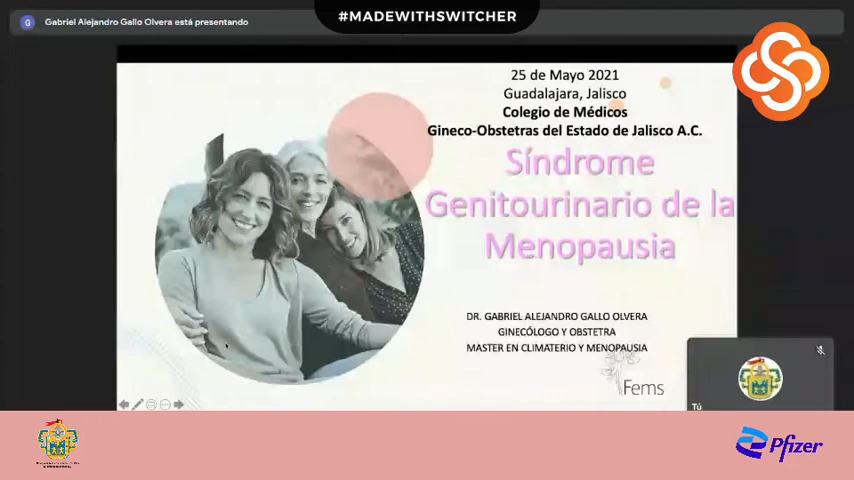 #MADEWITHSWITCHER
G
Gabriel Alejandro Gallo Olvera está presentando
25 de Mayo 2021
Guadalajara, Jalisco
Colegio de Médicos
Gineco-Obstetras del Estado de Jalisco A.C.
Síndrome
Genitourinario de la
Menopausia
DR. GABRIEL ALEJANDRO GALLO OLVERA
GINECÓLOGO Y OBSTETRA
MASTER EN CLIMATERIO Y MENOPAUSIA
Fems
Tú
Pfizer